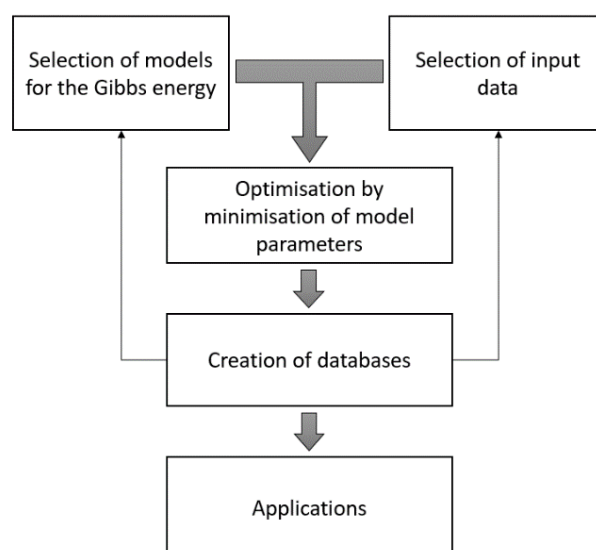 Selection of models
for the Gibbs energy
Selection of input
data
Optimisation by
minimisation of model
parameters
Creation of databases
Applications